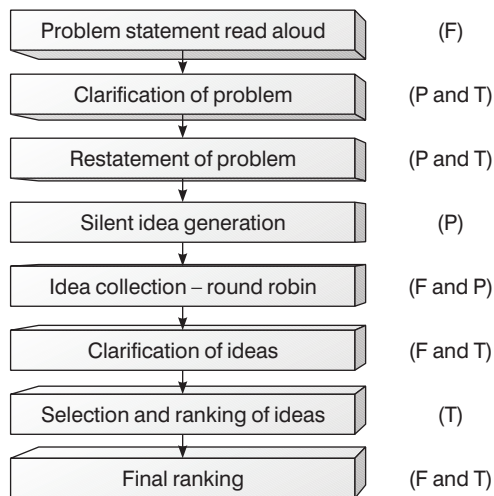 Problem statement read aloud (F)
Clarification of problem (P and T)
Restatement of problem (P and T)
Silent idea generation (P)
Idea collection – round robin (F and P)
Clarification of ideas (F and T)
Selection and ranking of ideas (T)
Final ranking (F and T)